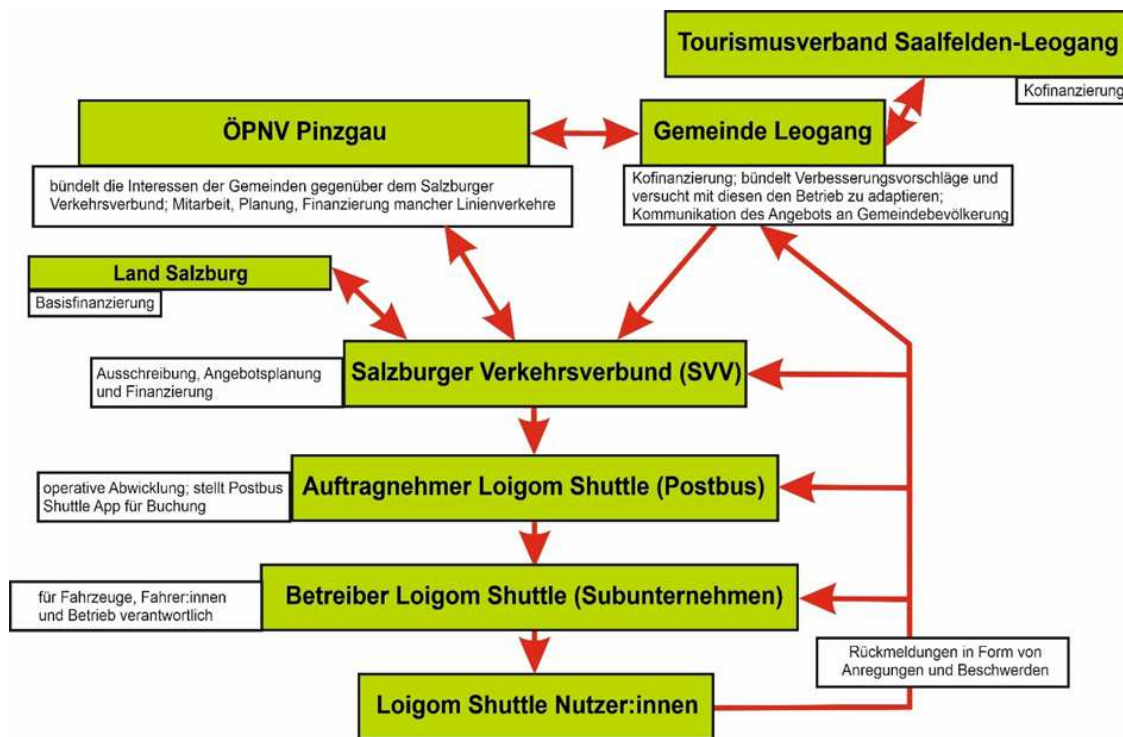 Tourismusverband Saalfelden-Leogang
Kofinanzierung
ÖPNV Pinzgau
bündelt die Interessen der Gemeinden gegenüber dem Salzburger
Verkehrsverbund; Mitarbeit, Planung, Finanzierung mancher Linienverkehre
Gemeinde Leogang
Kofinanzierung; bündelt Verbesserungsvorschläge und
versucht mit diesen den Betrieb zu adaptieren;
Kommunikation des Angebots an Gemeindebevölkerung
Land Salzburg
Basisfinanzierung
Salzburger Verkehrsverbund (SVV)
Ausschreibung, Angebotsplanung
und Finanzierung
Auftragnehmer Loigom Shuttle (Postbus)
operative Abwicklung; stellt Postbus
Shuttle App für Buchung
Betreiber Loigom Shuttle (Subunternehmen)
für Fahrzeuge, Fahrer:innen
und Betrieb verantwortlich
Rückmeldungen in Form von
Anregungen und Beschwerden
Loigom Shuttle Nutzer:innen